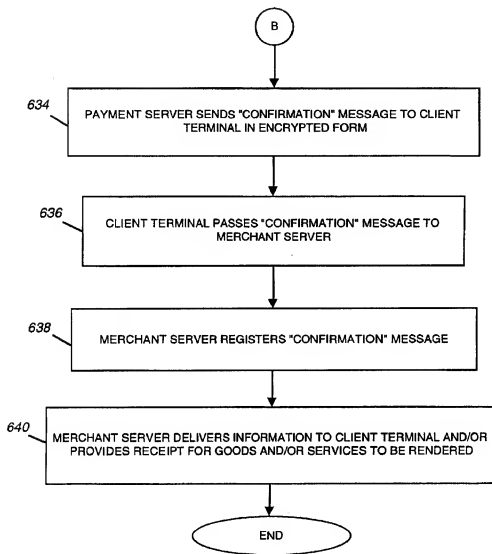 B
634
PAYMENT SERVER SENDS "CONFIRMATION" MESSAGE TO CLIENT
TERMINAL IN ENCRYPTED FORM
636
CLIENT TERMINAL PASSES "CONFIRMATION" MESSAGE TO
MERCHANT SERVER
638
MERCHANT SERVER REGISTERS "CONFIRMATION" MESSAGE
640
MERCHANT SERVER DELIVERS INFORMATION TO CLIENT TERMINAL AND/OR
PROVIDES RECEIPT FOR GOODS AND/OR SERVICES TO BE RENDERED
END